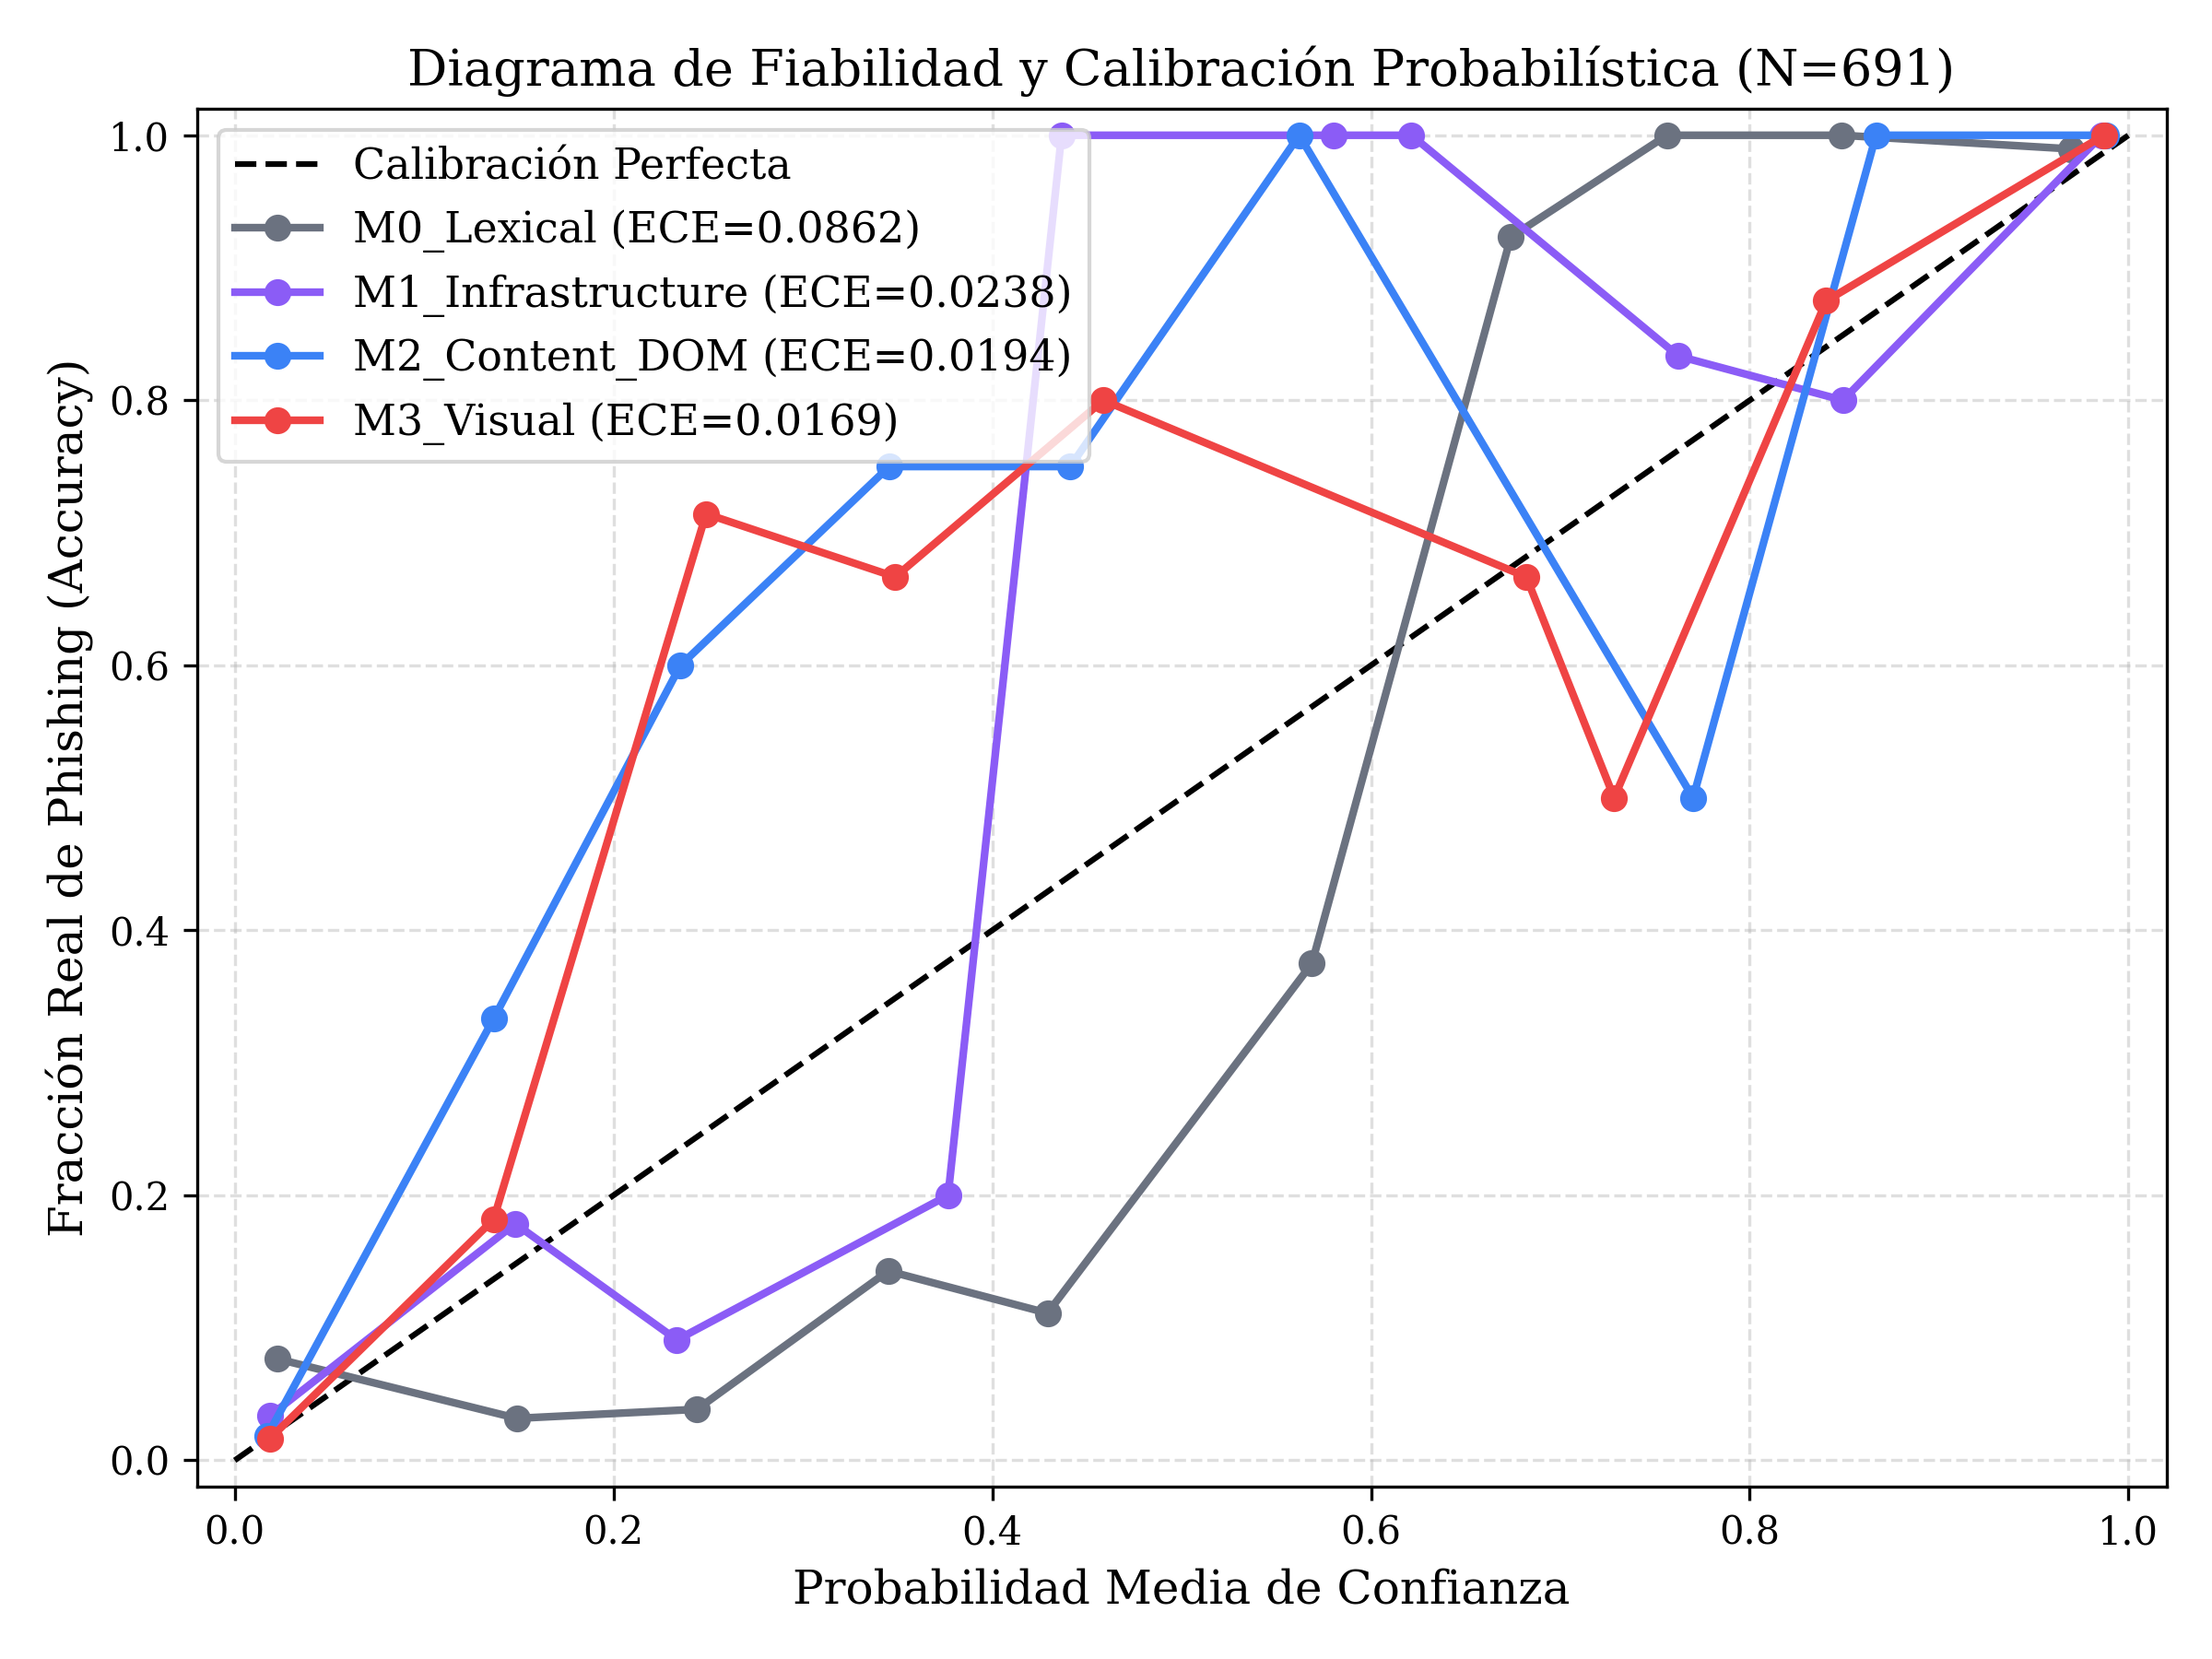 Diagrama de Fiabilidad y Calibración Probabilística (N=691)
Calibración Perfecta
M0_Lexical (ECE=0.0862)
M1_Infrastructure (ECE=0.0238)
M2_Content_DOM (ECE=0.0194)
M3_Visual (ECE=0.0169)
Fracción Real de Phishing (Accuracy)
1.0
0.8
0.6
0.4
0.2
0.0
0.0 0.2 0.4 0.6 0.8 1.0
Probabilidad Media de Confianza